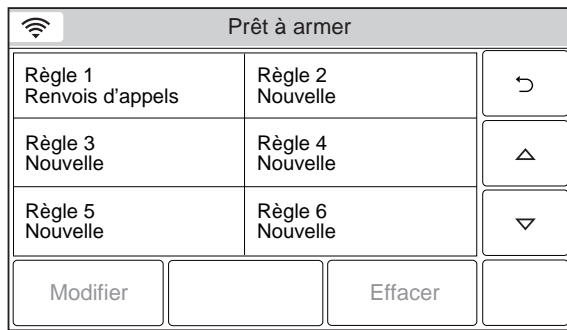 Prêt à armer
Règle 1
Renvois d'appels
Règle 2
Nouvelle
Règle 3
Nouvelle
Règle 4
Nouvelle
Règle 5
Nouvelle
Règle 6
Nouvelle
Modifier
Effacer